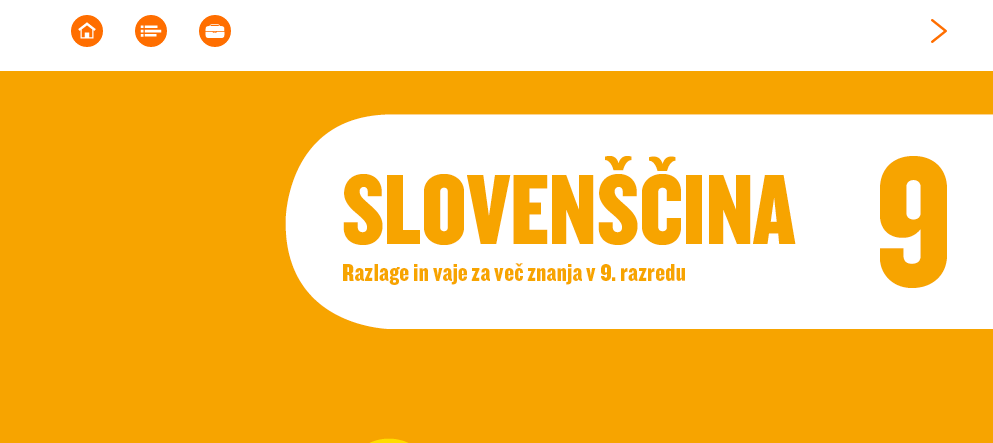 SLOVENŠČINA 9
Razlage in vaje za več znanja v 9. razredu